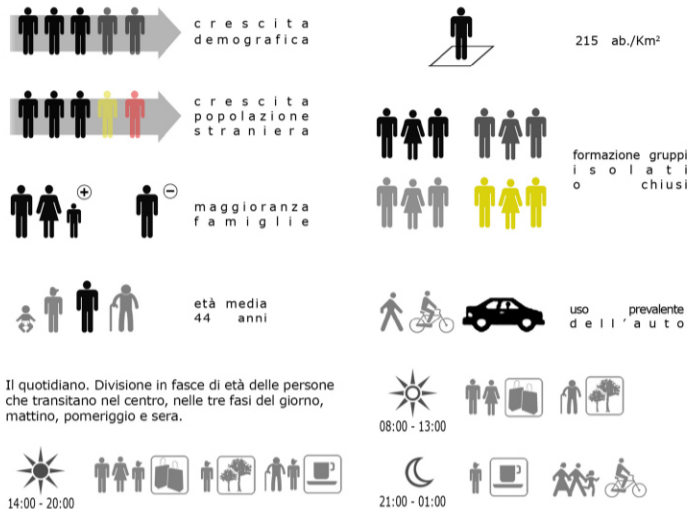 crescita
demografica
crescita
popolazione
straniera
maggioranza
famiglie
età media
44 anni
Il quotidiano. Divisione in fasce di età delle persone
che transitano nel centro, nelle tre fasi del giorno,
mattino, pomeriggio e sera.
14:00 - 20:00
215 ab./Km²
formazione gruppi
isolati
o chiusi
uso prevalente
dell'auto
08:00 - 13:00
21:00 - 01:00